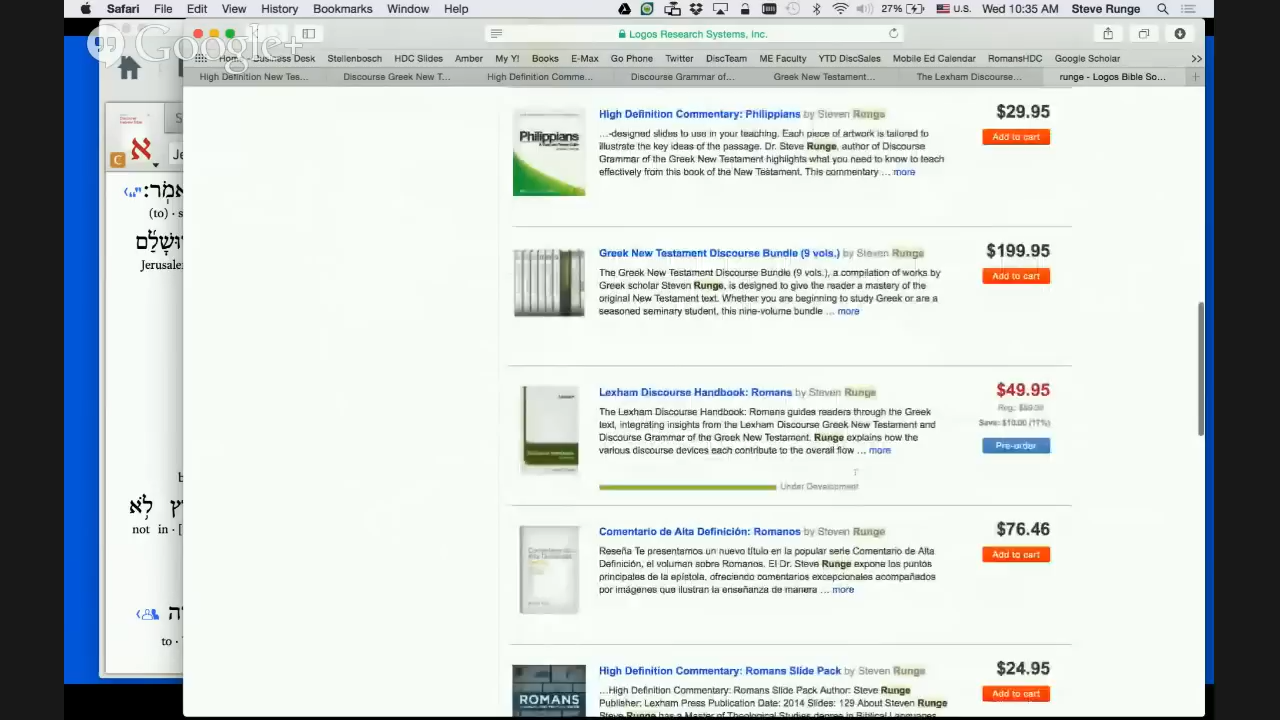 Safari File Edit View History Bookmarks Window Help 27% U.S. Wed 10:35 AM Steve Runge
Google+
Logos Research Systems, Inc.
Business Desk Stellenbosch HDC Slides Amber My Y! Books E-Max Go Phone Twitter DiscTeam ME Faculty YTD DiscSales Mobile Ed Calendar RomansHDC Google Scholar
High Definition New Tes... Discourse Greek New T... High Definition Comme... Discourse Grammar of... Greek New Testament... The Lexham Discourse... runge - Logos Bible So...
High Definition Commentary: Philippians by Steven Runge
$29.95
...-designed slides to use in your teaching. Each piece of artwork is tailored to
illustrate the key ideas of the passage. Dr. Steve Runge, author of Discourse
Grammar of the Greek New Testament highlights what you need to know to teach
effectively from this book of the New Testament. This commentary ... more
Add to cart
Philippians
Greek New Testament Discourse Bundle (9 vols.) by Steven Runge
$199.95
The Greek New Testament Discourse Bundle (9 vols.), a compilation of works by
Greek scholar Steven Runge, is designed to give the reader a mastery of the
original New Testament text. Whether you are beginning to study Greek or are a
seasoned seminary student, this nine-volume bundle ... more
Add to cart
Lexham Discourse Handbook: Romans by Steven Runge
$49.95
Save: $10.00 (17%)
The Lexham Discourse Handbook: Romans guides readers through the Greek
text, integrating insights from the Lexham Discourse Greek New Testament and
Discourse Grammar of the Greek New Testament. Runge explains how the
various discourse devices each contribute to the overall flow ... more
Pre-order
Under Development
Comentario de Alta Definición: Romanos by Steven Runge
$76.46
Reseña Te presentamos un nuevo título en la popular serie Comentario de Alta
Definición, el volumen sobre Romanos. El Dr. Steve Runge expone los puntos
principales de la epístola, ofreciendo comentarios excepcionales acompañados
por imágenes que ilustran la enseñanza de manera ... more
Add to cart
High Definition Commentary: Romans Slide Pack by Steven Runge
$24.95
...High Definition Commentary: Romans Slide Pack Author: Steve Runge
Publisher: Lexham Press Publication Date: 2014 Slides: 129 About Steven Runge
Steve Runge has a Master of Theological Studies degree in Biblical Languages
Add to cart
ROMANS
(to) · s
Jerusaler
לֹא
not in · [
to ·